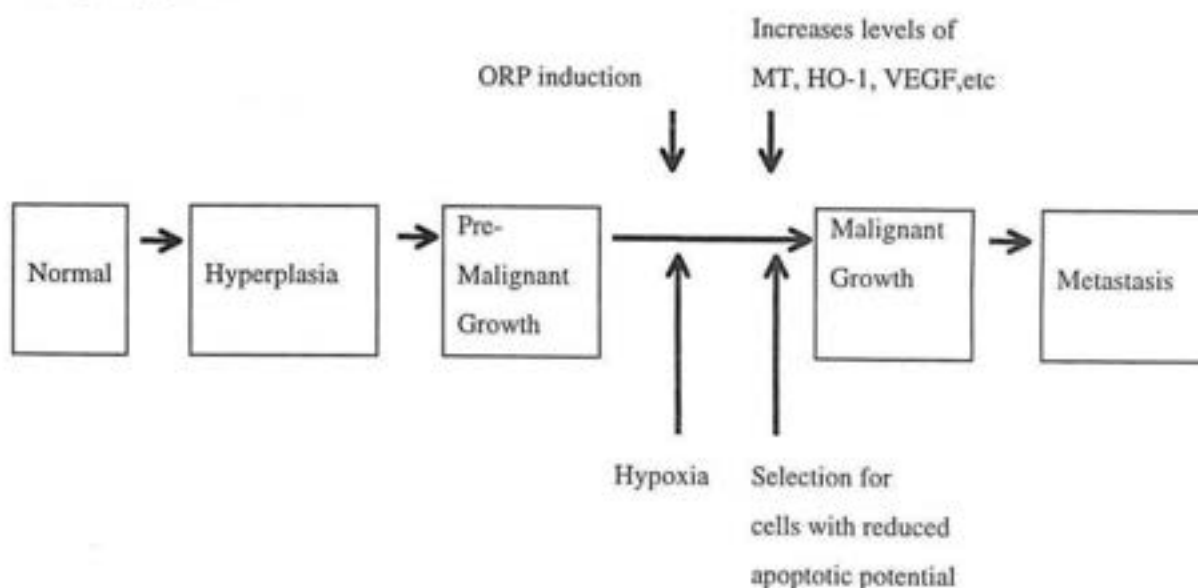 ORP induction
Increases levels of
MT, HO-1, VEGF,etc
Normal
Hyperplasia
Pre-
Malignant
Growth
Malignant
Growth
Metastasis
Hypoxia
Selection for
cells with reduced
apoptotic potential